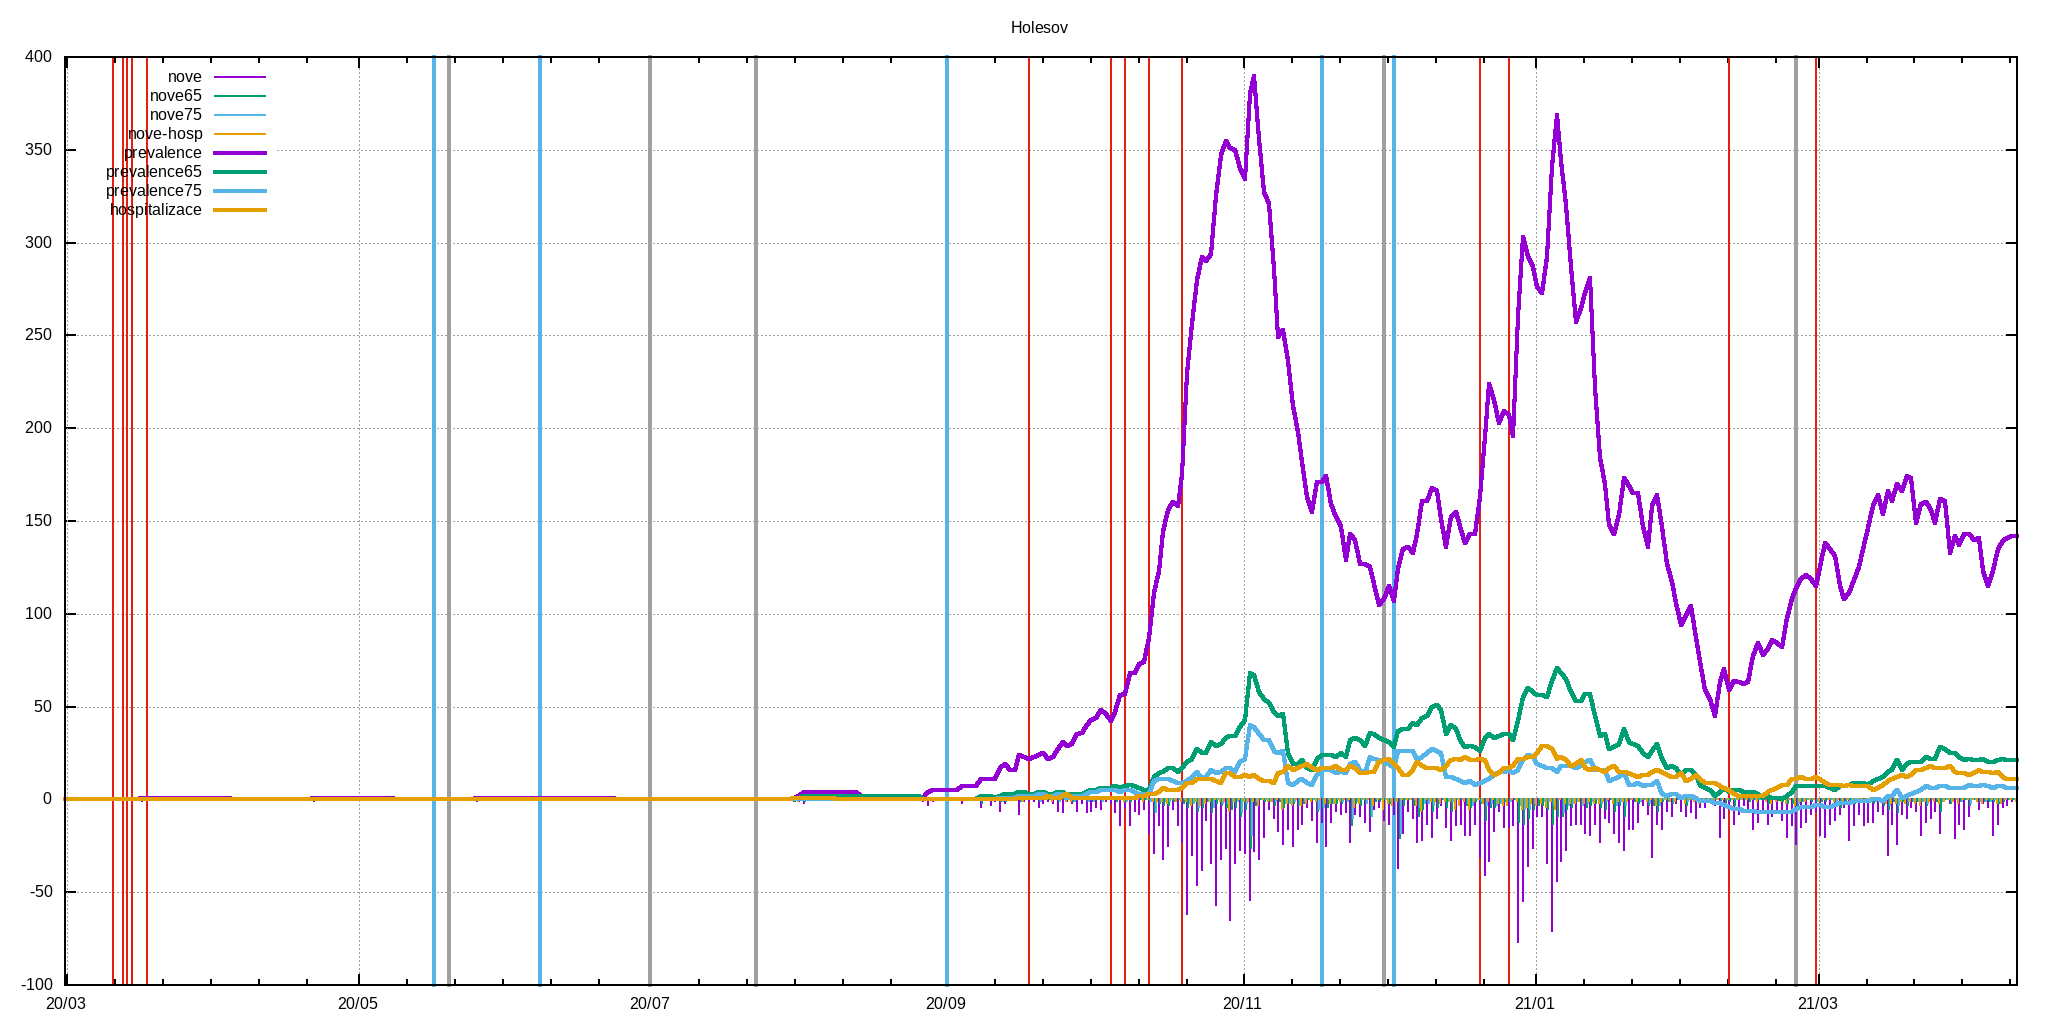 Holesov
400
350
300
250
200
150
100
50
0
-50
-100
nove
nove65
nove75
nove-hosp
prevalence
prevalence65
prevalence75
hospitalizace
20/03 20/05 20/07 20/09 20/11 21/01 21/03